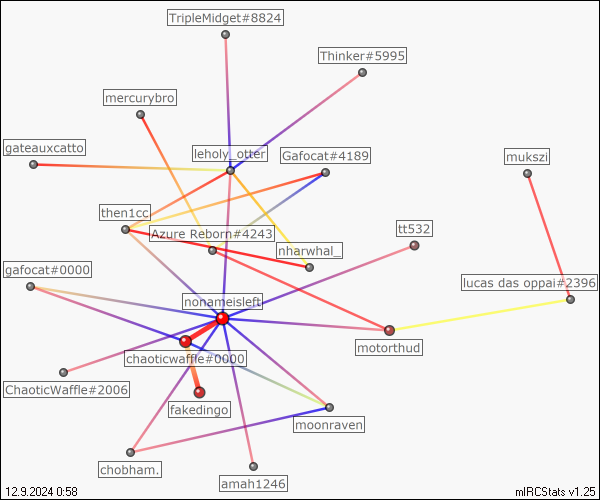 TripleMidget#8824
Thinker#5995
mercurybro
gateauxcatto
leholy_otter
Gafocat#4189
mukszi
then1cc
Azure Reborn#4243
tt532
nharwhal_
gafocat#0000
lucas das oppai#2396
nonameisleft
motorthud
chaoticwaffle#0000
ChaoticWaffle#2006
fakedingo
moonraven
chobham.
amah1246
12.9.2024 0:58
mIRCStats v1.25